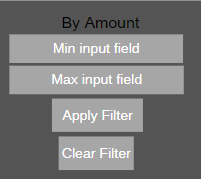 By Amount
Min input field
Max input field
Apply Filter
Clear Filter